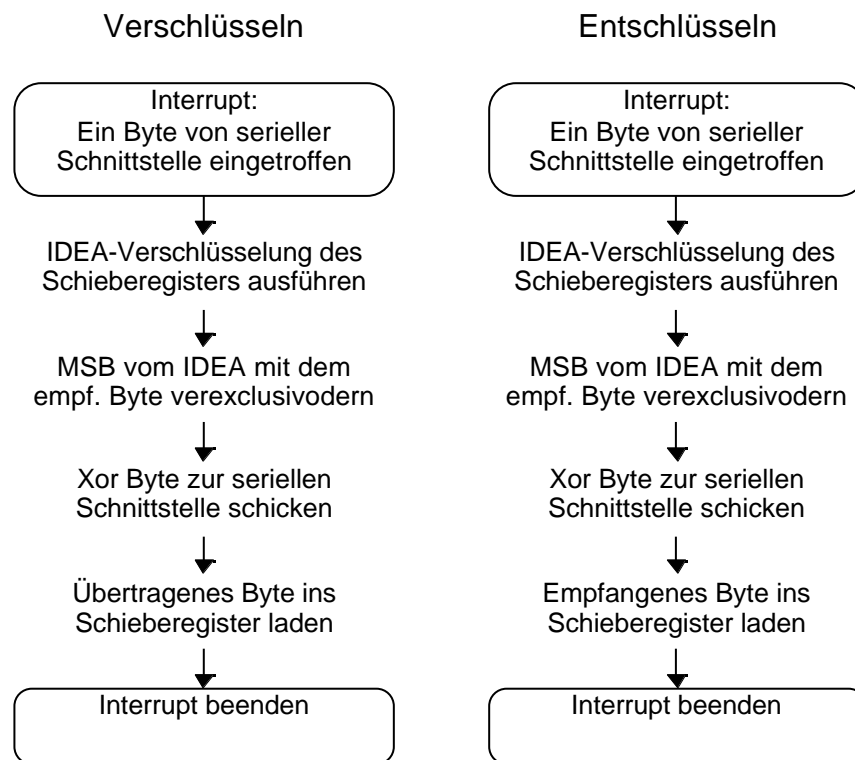 Verschlüsseln
Interrupt:
Ein Byte von serieller
Schnittstelle eingetroffen
IDEA-Verschlüsselung des
Schieberegisters ausführen
MSB vom IDEA mit dem
empf. Byte verexclusivodern
Xor Byte zur seriellen
Schnittstelle schicken
Übertragenes Byte ins
Schieberegister laden
Interrupt beenden
Entschlüsseln
Interrupt:
Ein Byte von serieller
Schnittstelle eingetroffen
IDEA-Verschlüsselung des
Schieberegisters ausführen
MSB vom IDEA mit dem
empf. Byte verexclusivodern
Xor Byte zur seriellen
Schnittstelle schicken
Empfangenes Byte ins
Schieberegister laden
Interrupt beenden